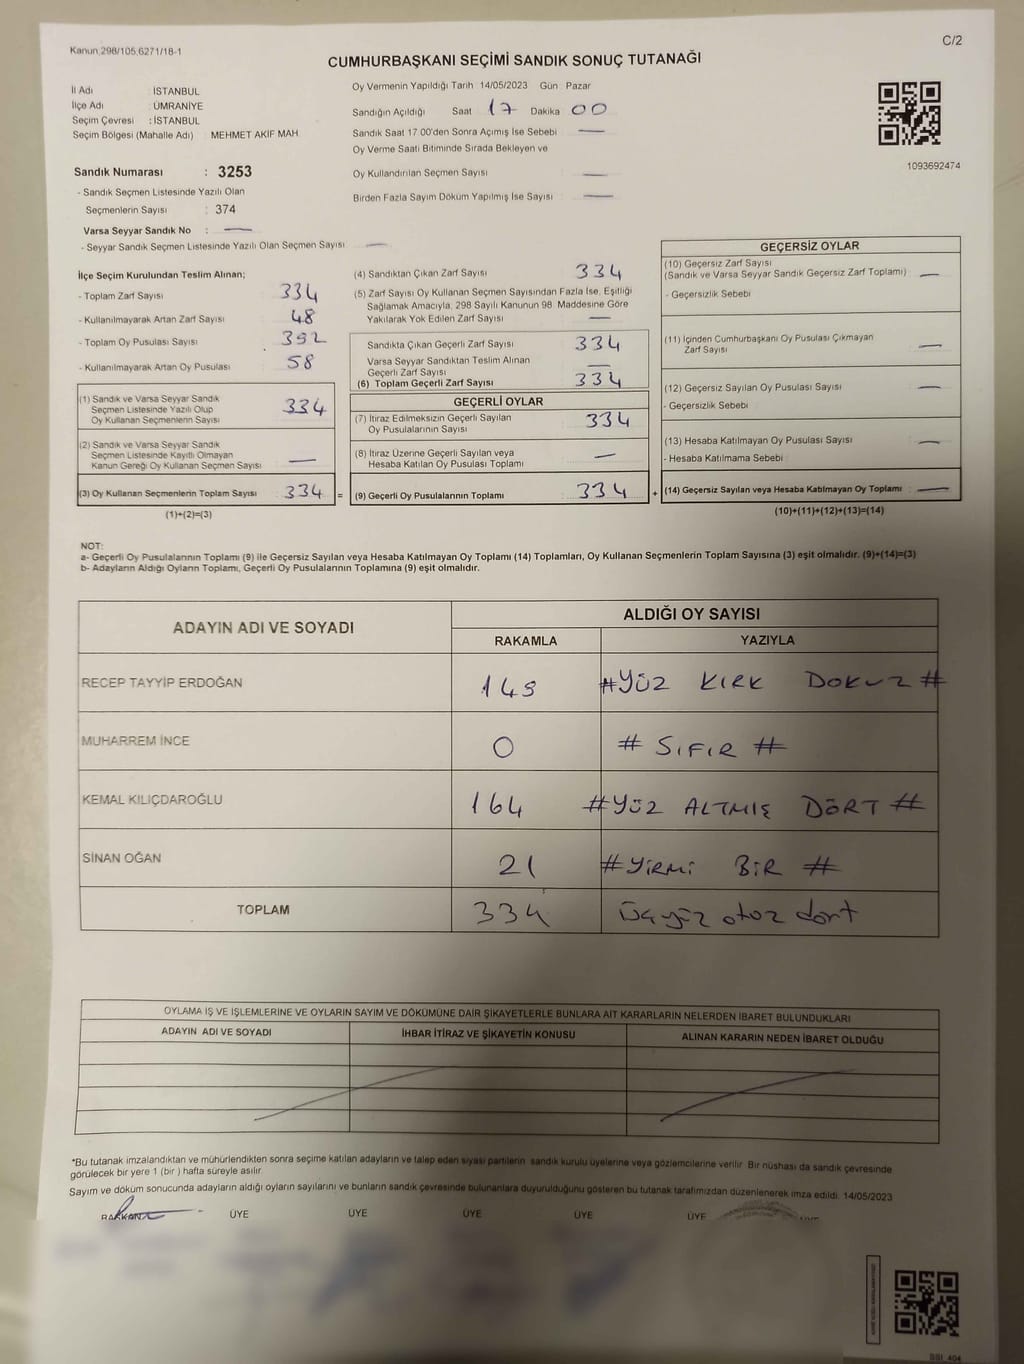 Kanun,298/105,6271/18-1
C/2
CUMHURBAŞKANI SEÇİMİ SANDIK SONUÇ TUTANAĞI
İl Adı : İSTANBUL
İlçe Adı : ÜMRANİYE
Seçim Çevresi : İSTANBUL
Seçim Bölgesi (Mahalle Adı) : MEHMET AKİF MAH
Oy Vermenin Yapıldığı Tarih 14/05/2023 Gün : Pazar
Sandığın Açıldığı Saat 17 Dakika 00
Sandık Saat 17.00'den Sonra Açımış İse Sebebi : —
Oy Verme Saati Bitiminde Sırada Bekleyen ve
Oy Kullandırılan Seçmen Sayısı : —
Birden Fazla Sayım Döküm Yapılmış İse Sayısı : —
1093692474
Sandık Numarası : 3253
- Sandık Seçmen Listesinde Yazılı Olan
Seçmenlerin Sayısı : 374
Varsa Seyyar Sandık No : —
- Seyyar Sandık Seçmen Listesinde Yazılı Olan Seçmen Sayısı : —
İlçe Seçim Kurulundan Teslim Alınan;
- Toplam Zarf Sayısı : 334
- Kullanılmayarak Artan Zarf Sayısı : 48
- Toplam Oy Pusulası Sayısı : 392
- Kullanılmayarak Artan Oy Pusulası : 58
(1) Sandık ve Varsa Seyyar Sandık
Seçmen Listesinde Yazılı Olup
Oy Kullanan Seçmenlerin Sayısı : 334
(2) Sandık ve Varsa Seyyar Sandık
Seçmen Listesinde Kayıtlı Olmayan
Kanun Gereği Oy Kullanan Seçmen Sayısı : —
(3) Oy Kullanan Seçmenlerin Toplam Sayısı : 334 =
(1)+(2)=(3)
(4) Sandıktan Çıkan Zarf Sayısı : 334
(5) Zarf Sayısı Oy Kullanan Seçmen Sayısından Fazla İse, Eşitliği
Sağlamak Amacıyla, 298 Sayılı Kanunun 98. Maddesine Göre
Yakılarak Yok Edilen Zarf Sayısı : —
Sandıkta Çıkan Geçerli Zarf Sayısı : 334
Varsa Seyyar Sandıktan Teslim Alınan
Geçerli Zarf Sayısı : —
(6) Toplam Geçerli Zarf Sayısı : 334
GEÇERLİ OYLAR
(7) İtiraz Edilmeksizin Geçerli Sayılan
Oy Pusulalarının Sayısı : 334
(8) İtiraz Üzerine Geçerli Sayılan veya
Hesaba Katılan Oy Pusulası Toplamı : —
(9) Geçerli Oy Pusulalarının Toplamı : 334 +
GEÇERSİZ OYLAR
(10) Geçersiz Zarf Sayısı
(Sandık ve Varsa Seyyar Sandık Geçersiz Zarf Toplamı) : —
- Geçersizlik Sebebi :
(11) İçinden Cumhurbaşkanı Oy Pusulası Çıkmayan
Zarf Sayısı : —
(12) Geçersiz Sayılan Oy Pusulası Sayısı : —
- Geçersizlik Sebebi :
(13) Hesaba Katılmayan Oy Pusulası Sayısı : —
- Hesaba Katılmama Sebebi :
(14) Geçersiz Sayılan veya Hesaba Katılmayan Oy Toplamı : —
(10)+(11)+(12)+(13)=(14)
NOT:
a- Geçerli Oy Pusulalarının Toplamı (9) ile Geçersiz Sayılan veya Hesaba Katılmayan Oy Toplamı (14) Toplamları, Oy Kullanan Seçmenlerin Toplam Sayısına (3) eşit olmalıdır. (9)+(14)=(3)
b- Adayların Aldığı Oyların Toplamı, Geçerli Oy Pusulalarının Toplamına (9) eşit olmalıdır.
ADAYIN ADI VE SOYADI
ALDIĞI OY SAYISI
RAKAMLA YAZIYLA
RECEP TAYYİP ERDOĞAN 149 #YÜZ KIRK DOKUZ#
MUHARREM İNCE 0 # SIFIR #
KEMAL KILIÇDAROĞLU 164 #YÜZ ALTMIŞ DÖRT #
SİNAN OĞAN 21 #YİRMİ BİR #
TOPLAM 334 Üçyüz otuz dört
OYLAMA İŞ VE İŞLEMLERİNE VE OYLARIN SAYIM VE DÖKÜMÜNE DAİR ŞİKAYETLERLE BUNLARA AİT KARARLARIN NELERDEN İBARET BULUNDUKLARI
ADAYIN ADI VE SOYADI İHBAR İTİRAZ VE ŞİKAYETİN KONUSU ALINAN KARARIN NEDEN İBARET OLDUĞU
*Bu tutanak imzalandıktan ve mühürlendikten sonra seçime katılan adayların ve talep eden siyasi partilerin sandık kurulu üyelerine veya gözlemcilerine verilir. Bir nüshası da sandık çevresinde
görülecek bir yere 1 (bir ) hafta süreyle asılır.
Sayım ve döküm sonucunda adayların aldığı oyların sayılarını ve bunların sandık çevresinde bulunanlara duyurulduğunu gösteren bu tutanak tarafımızdan düzenlenerek imza edildi. 14/05/2023
BAŞKAN ÜYE ÜYE ÜYE ÜYE ÜYE ÜYE